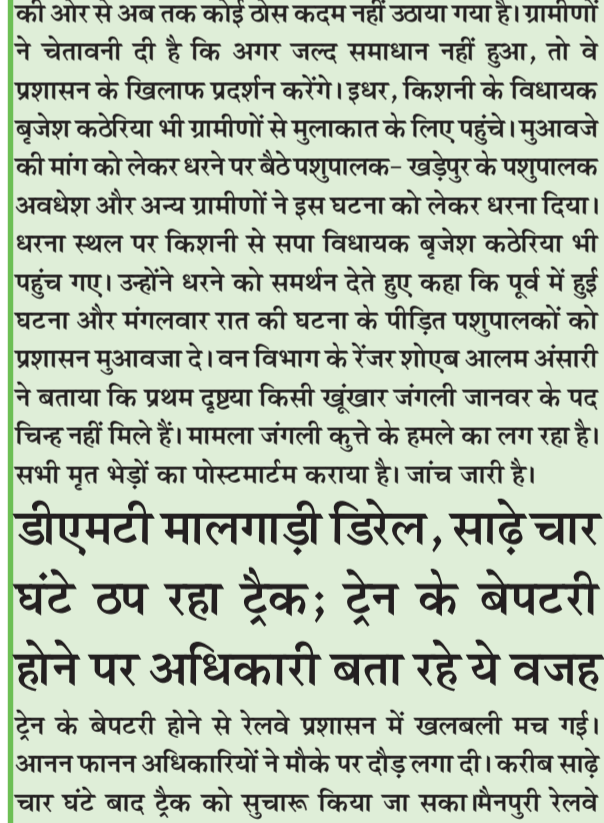 की ओर से अब तक कोई ठोस कदम नहीं उठाया गया है। ग्रामीणों
ने चेतावनी दी है कि अगर जल्द समाधान नहीं हुआ, तो वे
प्रशासन के खिलाफ प्रदर्शन करेंगे। इधर, किशनी के विधायक
बृजेश कठेरिया भी ग्रामीणों से मुलाकात के लिए पहुंचे। मुआवजे
की मांग को लेकर धरने पर बैठे पशुपालक- खड़ेपुर के पशुपालक
अवधेश और अन्य ग्रामीणों ने इस घटना को लेकर धरना दिया।
धरना स्थल पर किशनी से सपा विधायक बृजेश कठेरिया भी
पहुंच गए। उन्होंने धरने को समर्थन देते हुए कहा कि पूर्व में हुई
घटना और मंगलवार रात की घटना के पीड़ित पशुपालकों को
प्रशासन मुआवजा दे। वन विभाग के रेंजर शोएब आलम अंसारी
ने बताया कि प्रथम दृष्टया किसी खूंखार जंगली जानवर के पद
चिन्ह नहीं मिले हैं। मामला जंगली कुत्ते के हमले का लग रहा है।
सभी मृत भेड़ों का पोस्टमार्टम कराया है। जांच जारी है।
डीएमटी मालगाड़ी डिरेल, साढ़े चार
घंटे ठप रहा ट्रैक; ट्रेन के बेपटरी
होने पर अधिकारी बता रहे ये वजह
ट्रेन के बेपटरी होने से रेलवे प्रशासन में खलबली मच गई।
आनन फानन अधिकारियों ने मौके पर दौड़ लगा दी। करीब साढ़े
चार घंटे बाद ट्रैक को सुचारू किया जा सका।मैनपुरी रेलवे